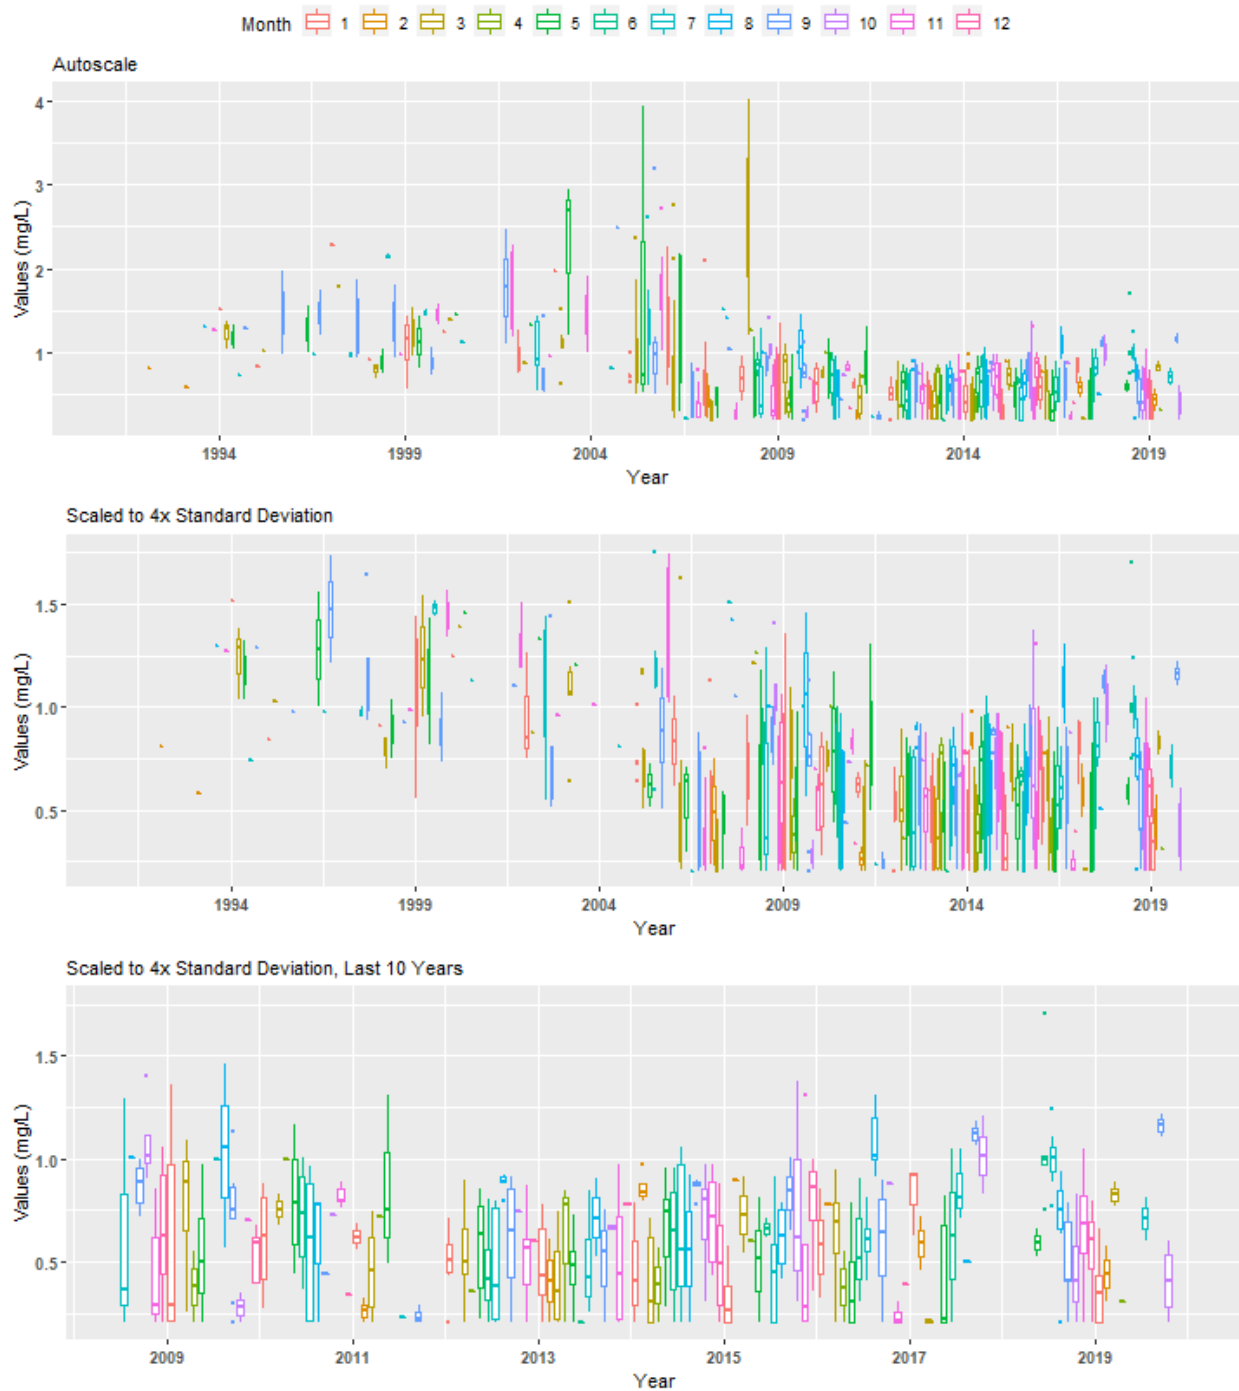 Month 1 2 3 4 5 6 7 8 9 10 11 12
Autoscale
4
3
2
1
Values (mg/L)
1994 1999 2004 2009 2014 2019
Year
Scaled to 4x Standard Deviation
1.5
1.0
0.5
Values (mg/L)
1994 1999 2004 2009 2014 2019
Year
Scaled to 4x Standard Deviation, Last 10 Years
1.5
1.0
0.5
Values (mg/L)
2009 2011 2013 2015 2017 2019
Year